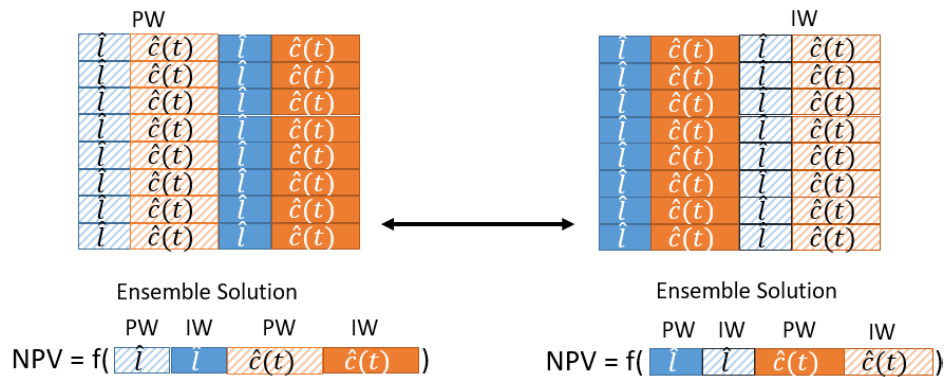 PW IW
l̂ ĉ(t) l̂ ĉ(t) l̂ ĉ(t) l̂ ĉ(t)
l̂ ĉ(t) l̂ ĉ(t) l̂ ĉ(t) l̂ ĉ(t)
l̂ ĉ(t) l̂ ĉ(t) l̂ ĉ(t) l̂ ĉ(t)
l̂ ĉ(t) l̂ ĉ(t) l̂ ĉ(t) l̂ ĉ(t)
l̂ ĉ(t) l̂ ĉ(t) l̂ ĉ(t) l̂ ĉ(t)
l̂ ĉ(t) l̂ ĉ(t) l̂ ĉ(t) l̂ ĉ(t)
l̂ ĉ(t) l̂ ĉ(t) l̂ ĉ(t) l̂ ĉ(t)
l̂ ĉ(t) l̂ ĉ(t) l̂ ĉ(t) l̂ ĉ(t)
Ensemble Solution Ensemble Solution
PW IW PW IW PW IW PW IW
NPV = f( l̂ l̂ ĉ(t) ĉ(t) ) NPV = f( l̂ l̂ ĉ(t) ĉ(t) )